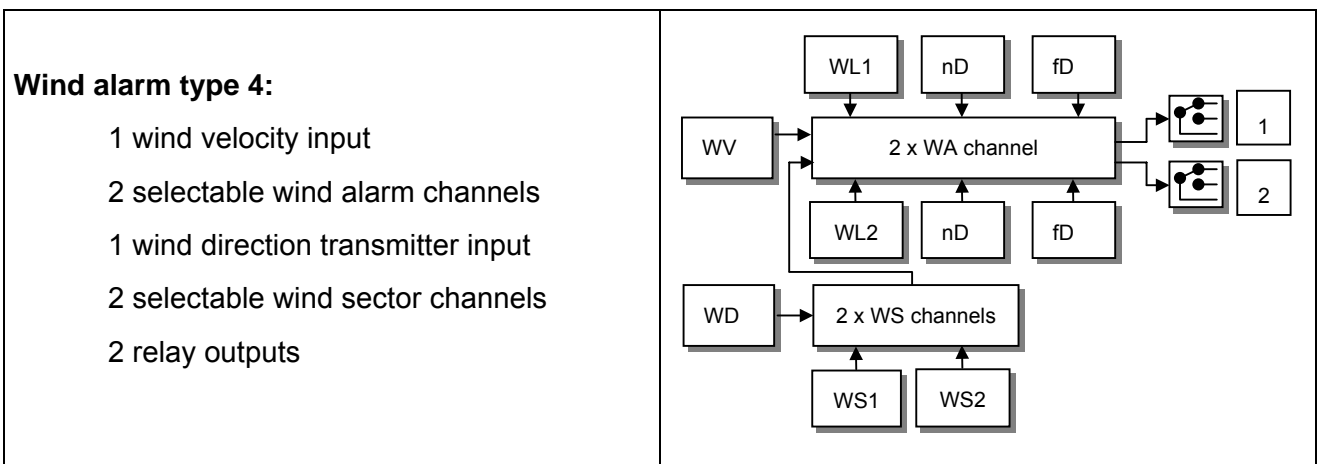 Wind alarm type 4:
1 wind velocity input
2 selectable wind alarm channels
1 wind direction transmitter input
2 selectable wind sector channels
2 relay outputs
WL1 nD fD
WV
2 x WA channel
1
2
WL2 nD fD
WD
2 x WS channels
WS1 WS2